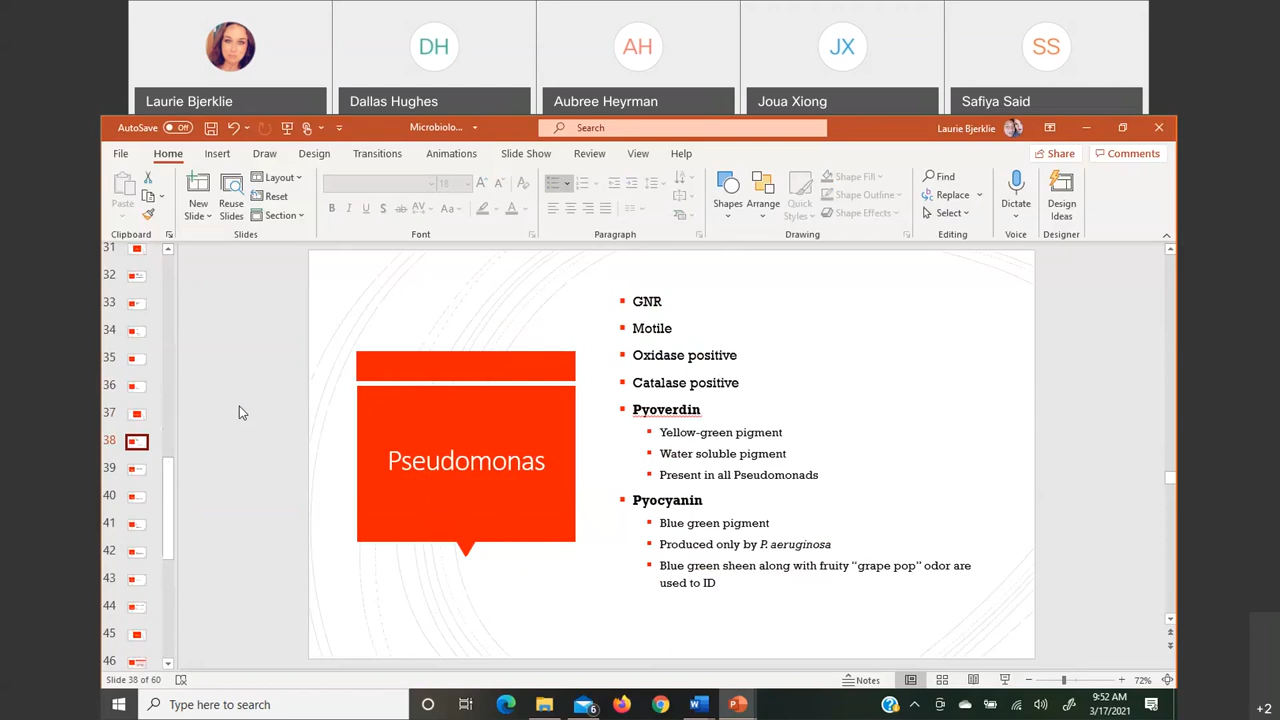 DH
AH
JX
SS
Laurie Bjerklie
Dallas Hughes
Aubree Heyrman
Joua Xiong
Safiya Said
AutoSave
Off
Microbiolo...
Search
Laurie Bjerklie
File
Home
Insert
Draw
Design
Transitions
Animations
Slide Show
Review
View
Help
Share
Comments
Paste
New
Slide
Reuse
Slides
Layout
Reset
Section
18
B I U S ab AV Aa A
Shapes
Arrange
Quick
Styles
Shape Fill
Shape Outline
Shape Effects
Find
Replace
Select
Dictate
Design
Ideas
Clipboard
Slides
Font
Paragraph
Drawing
Editing
Voice
Designer
31
32
33
34
35
36
37
38
39
40
41
42
43
44
45
46
Pseudomonas
GNR
Motile
Oxidase positive
Catalase positive
Pyoverdin
Yellow-green pigment
Water soluble pigment
Present in all Pseudomonads
Pyocyanin
Blue green pigment
Produced only by P. aeruginosa
Blue green sheen along with fruity “grape pop” odor are
used to ID
Slide 38 of 60
Notes
72%
Type here to search
6
9:52 AM
3/17/2021
+2